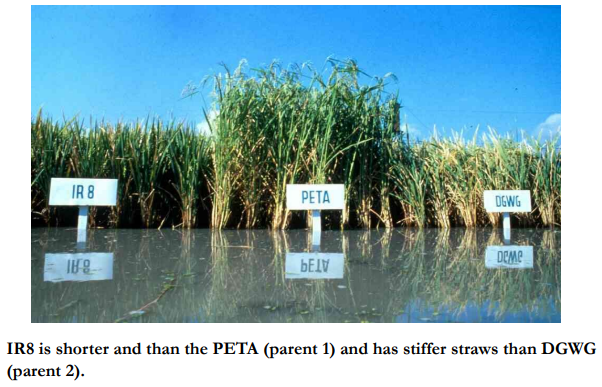 IR 8
PETA
DGWG
IR8 is shorter and than the PETA (parent 1) and has stiffer straws than DGWG
(parent 2).